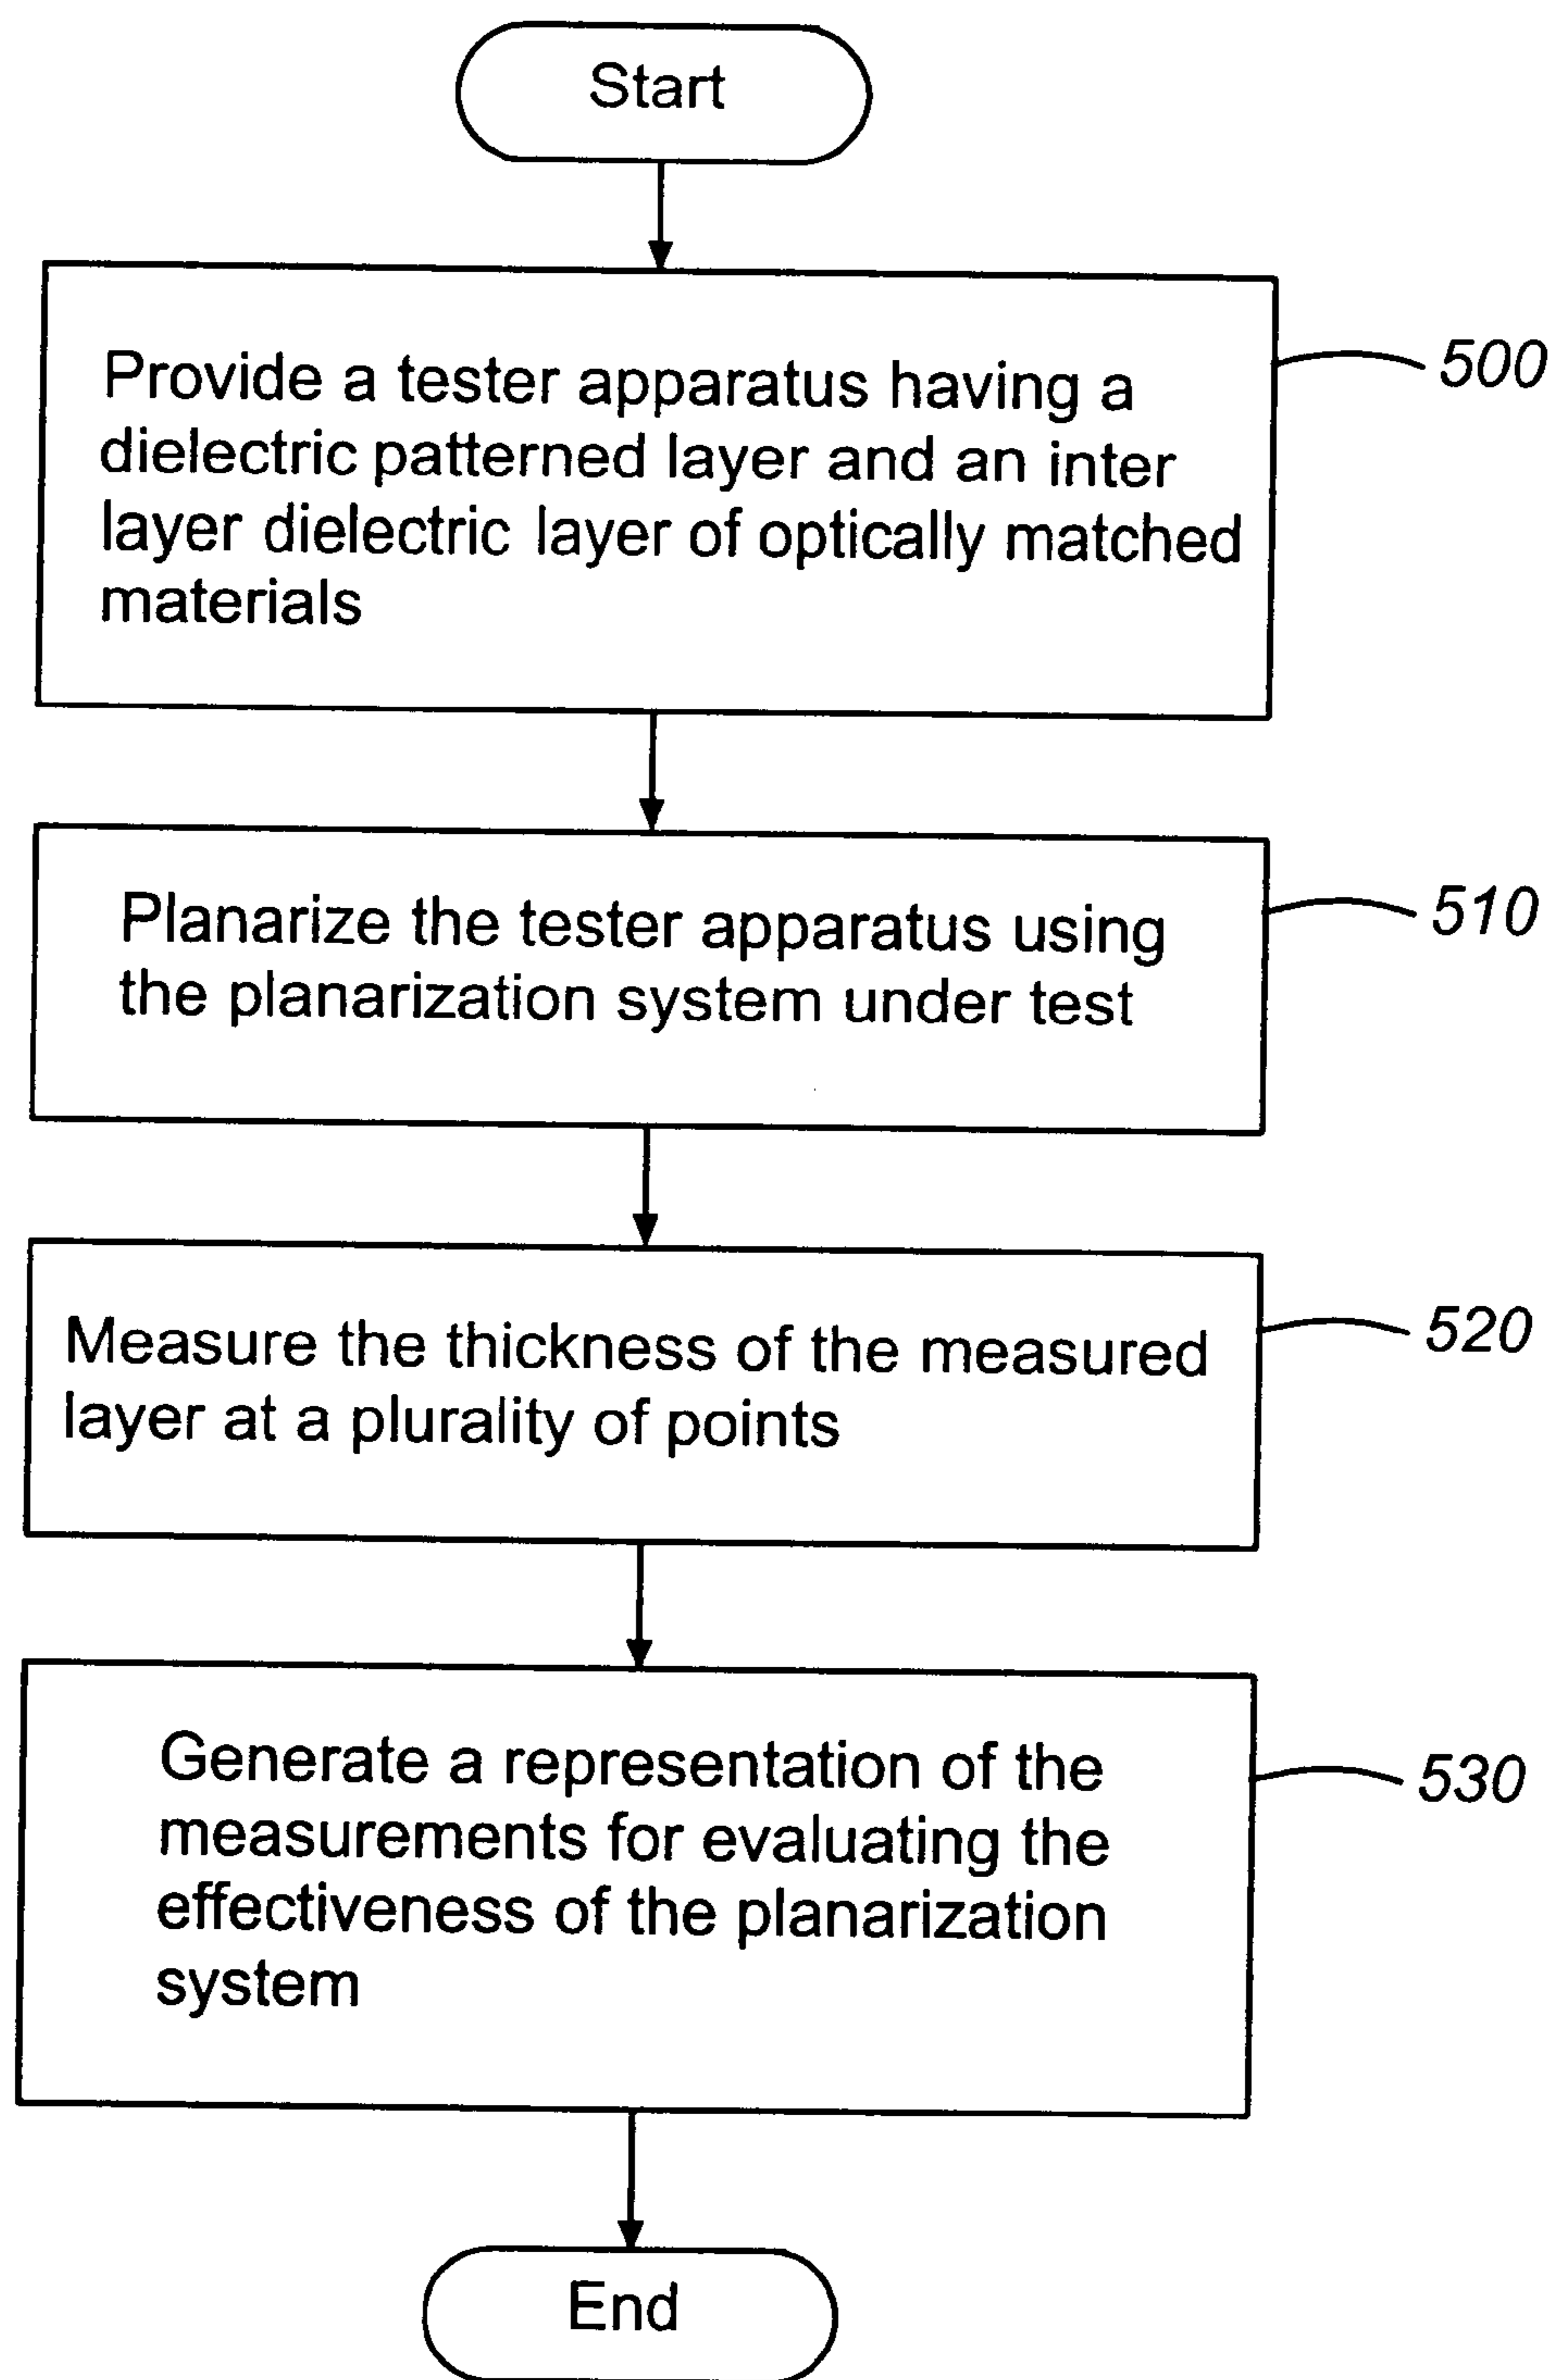 Start
Provide a tester apparatus having a
dielectric patterned layer and an inter
layer dielectric layer of optically matched
materials
500
Planarize the tester apparatus using
the planarization system under test
510
Measure the thickness of the measured
layer at a plurality of points
520
Generate a representation of the
measurements for evaluating the
effectiveness of the planarization
system
530
End